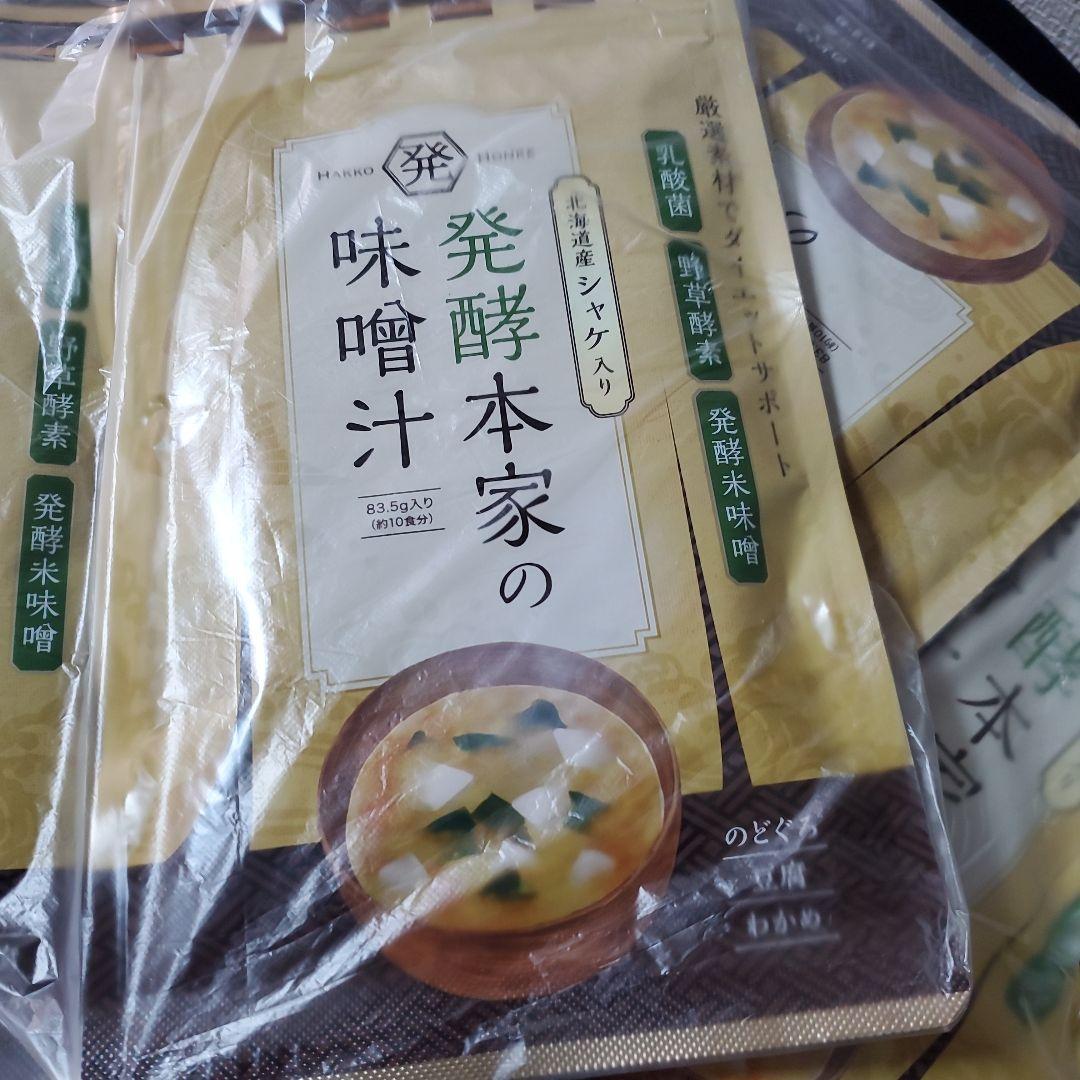 HAKKO
発
HONKE
発酵本家の
味噌汁
83.5g入り
(約10食分)
北海道産シャケ入り
厳選素材でダイエットサポート
乳酸菌
野草酵素
発酵米味噌
のどぐろ
豆腐
わかめ
野草酵素
発酵米味噌
酵本家